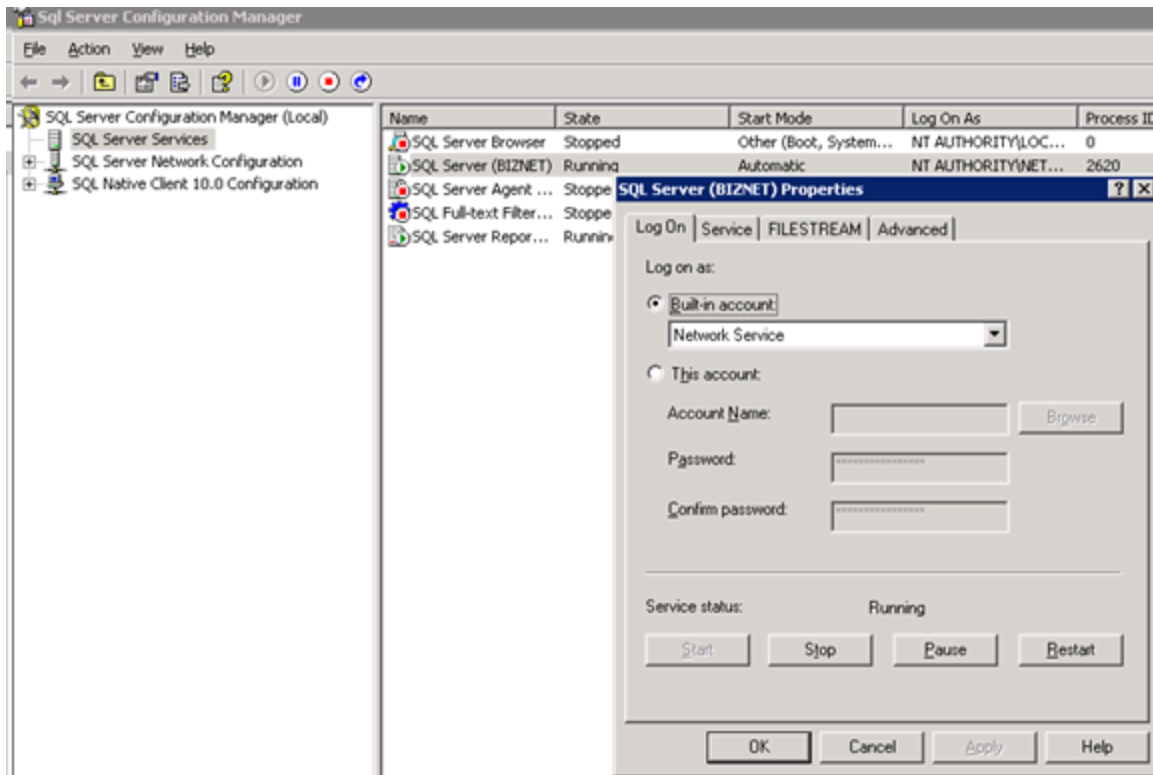 Sql Server Configuration Manager
File Action View Help
SQL Server Configuration Manager (Local)
SQL Server Services
SQL Server Network Configuration
SQL Native Client 10.0 Configuration
Name State Start Mode Log On As Process ID
SQL Server Browser Stopped Other (Boot, System... NT AUTHORITY\LOC... 0
SQL Server (BIZNET) Running Automatic NT AUTHORITY\NET... 2620
SQL Server Agent ... Stoppe
SQL Full-text Filter... Stoppe
SQL Server Repor... Runnin
SQL Server (BIZNET) Properties
Log On Service FILESTREAM Advanced
Log on as:
Built-in account:
Network Service
This account:
Account Name:
Browse
Password:
Confirm password:
Service status: Running
Start Stop Pause Restart
OK Cancel Apply Help